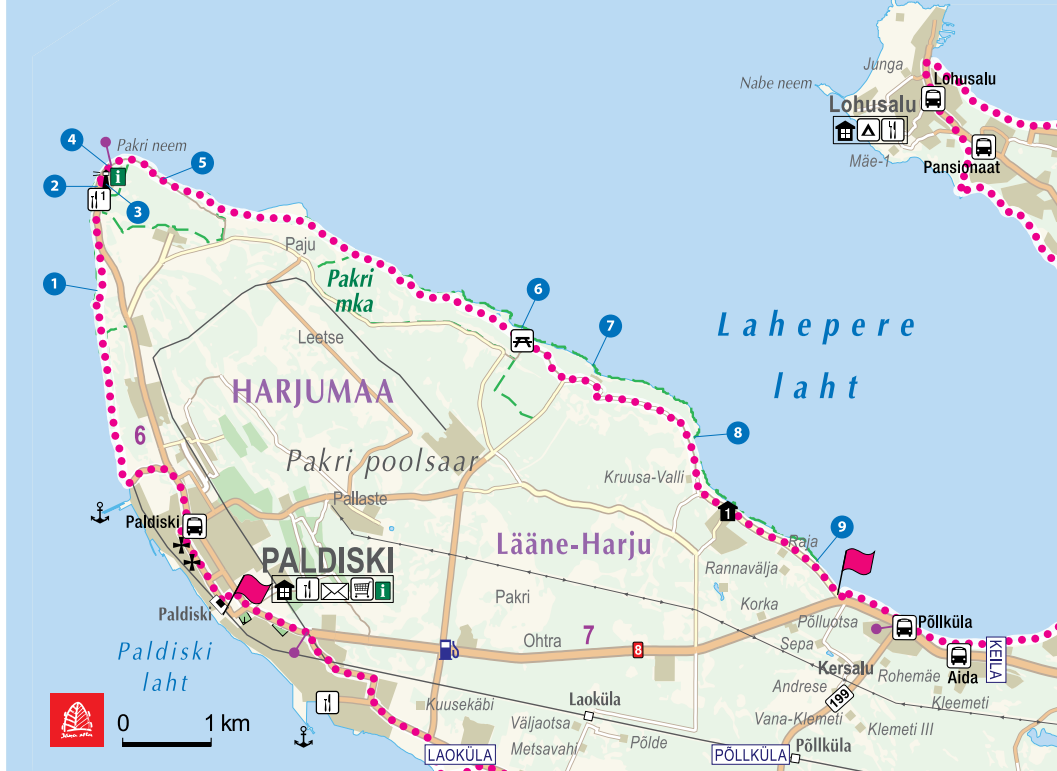 Junga
Lohusalu
Nabe neem
Lohusalu
Mäe-1
Pansionaat
4
Pakri neem
5
i
2
1
3
Paju
Pakri
mka
1
6
7
Leetse
Lahepere
laht
HARJUMAA
6
8
Pakri poolsaar
Kruusa-Valli
Pallaste
1
Paldiski
9
Lääne-Harju
Raja
PALDISKI
Rannavälja
i
Pakri
Korka
Paldiski
Põlluotsa
Põllküla
Ohtra
7
8
Sepa
KEILA
Paldiski
laht
Kersalu
Rohemäe
Aida
Andrese
199
Kleemeti
Laoküla
Kuusekäbi
0
1 km
Väljaotsa
Vana-Klemeti
Klemeti III
Põlde
Metsavahi
Põllküla
LAOKÜLA
PÕLLKÜLA